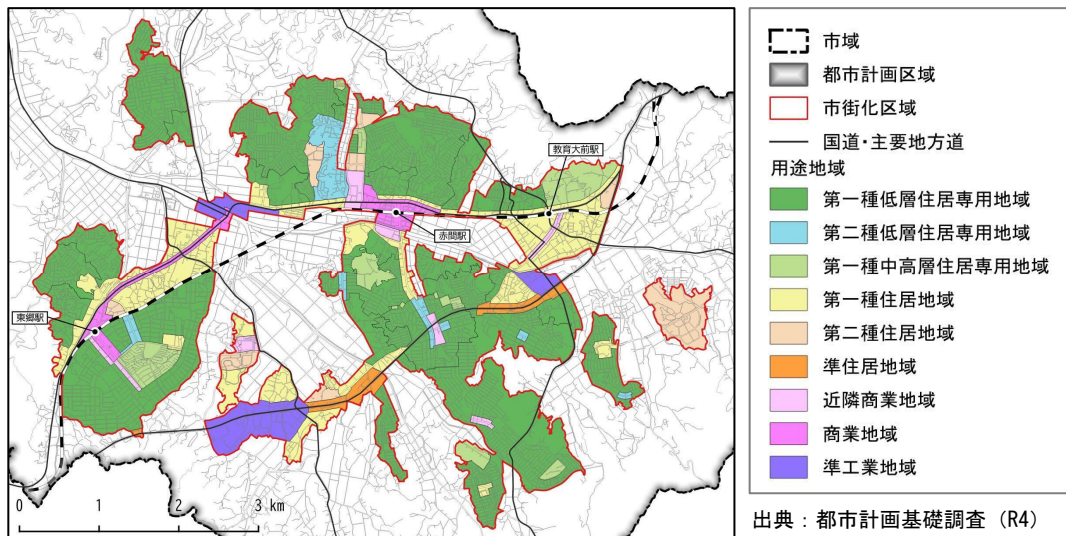 教育大前駅
赤間駅
東郷駅
0 1 2 3 km
市域
都市計画区域
市街化区域
国道・主要地方道
用途地域
第一種低層住居専用地域
第二種低層住居専用地域
第一種中高層住居専用地域
第一種住居地域
第二種住居地域
準住居地域
近隣商業地域
商業地域
準工業地域
出典：都市計画基礎調査（R4）